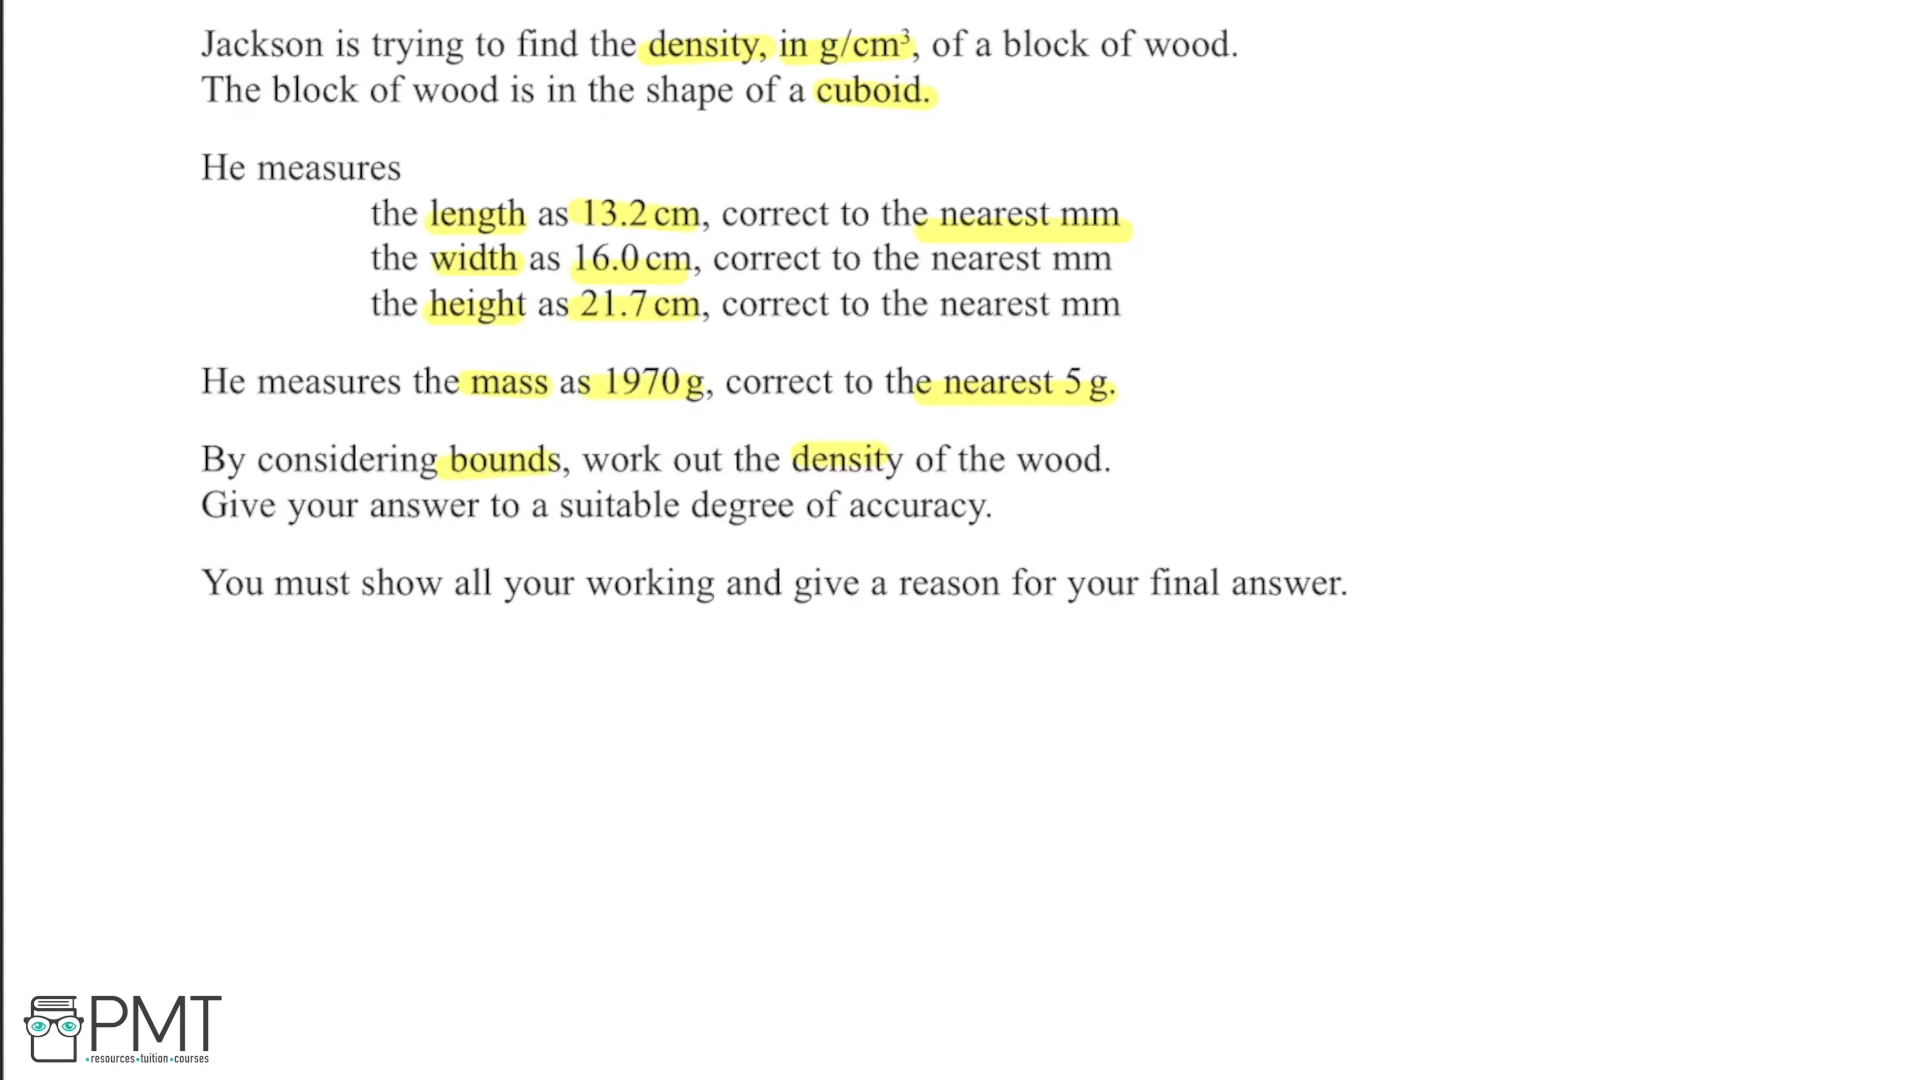 Jackson is trying to find the density, in g/cm³, of a block of wood.
The block of wood is in the shape of a cuboid.
He measures
the length as 13.2 cm, correct to the nearest mm
the width as 16.0 cm, correct to the nearest mm
the height as 21.7 cm, correct to the nearest mm
He measures the mass as 1970 g, correct to the nearest 5 g.
By considering bounds, work out the density of the wood.
Give your answer to a suitable degree of accuracy.
You must show all your working and give a reason for your final answer.
PMT
•resources•tuition•courses